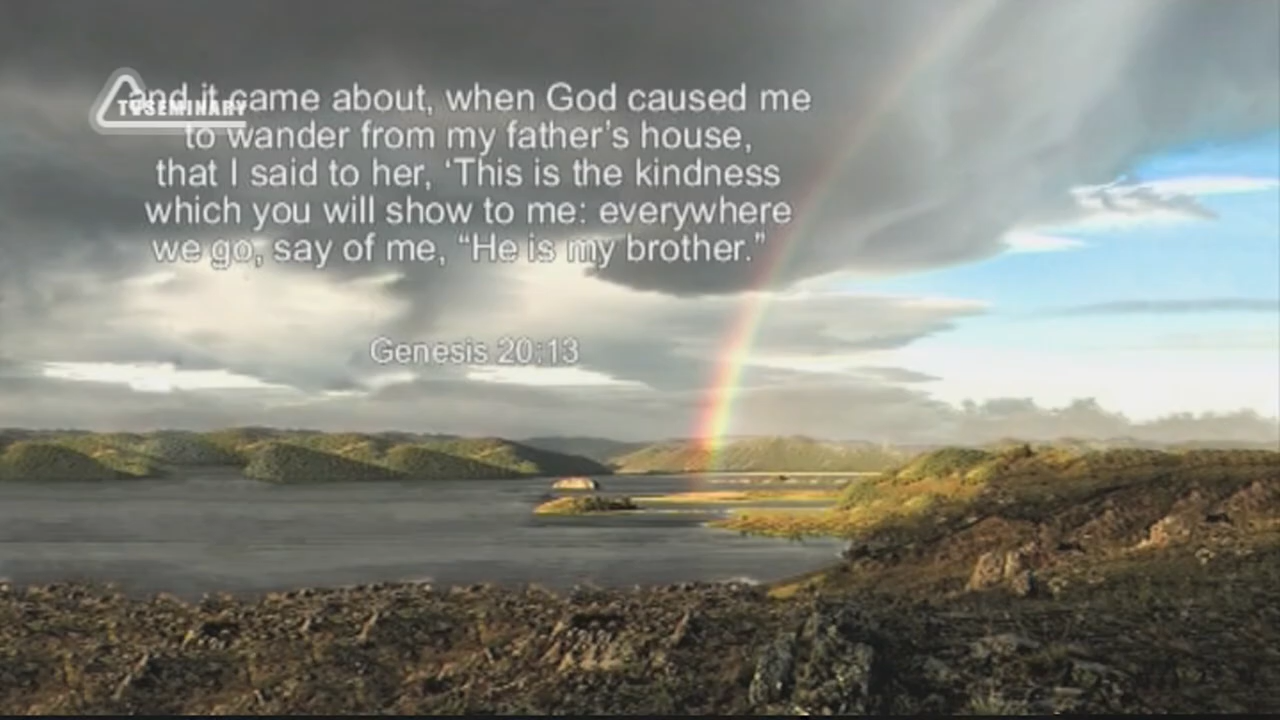 TVSEMINARY
and it came about, when God caused me
to wander from my father’s house,
that I said to her, ‘This is the kindness
which you will show to me: everywhere
we go, say of me, “He is my brother.”
Genesis 20:13